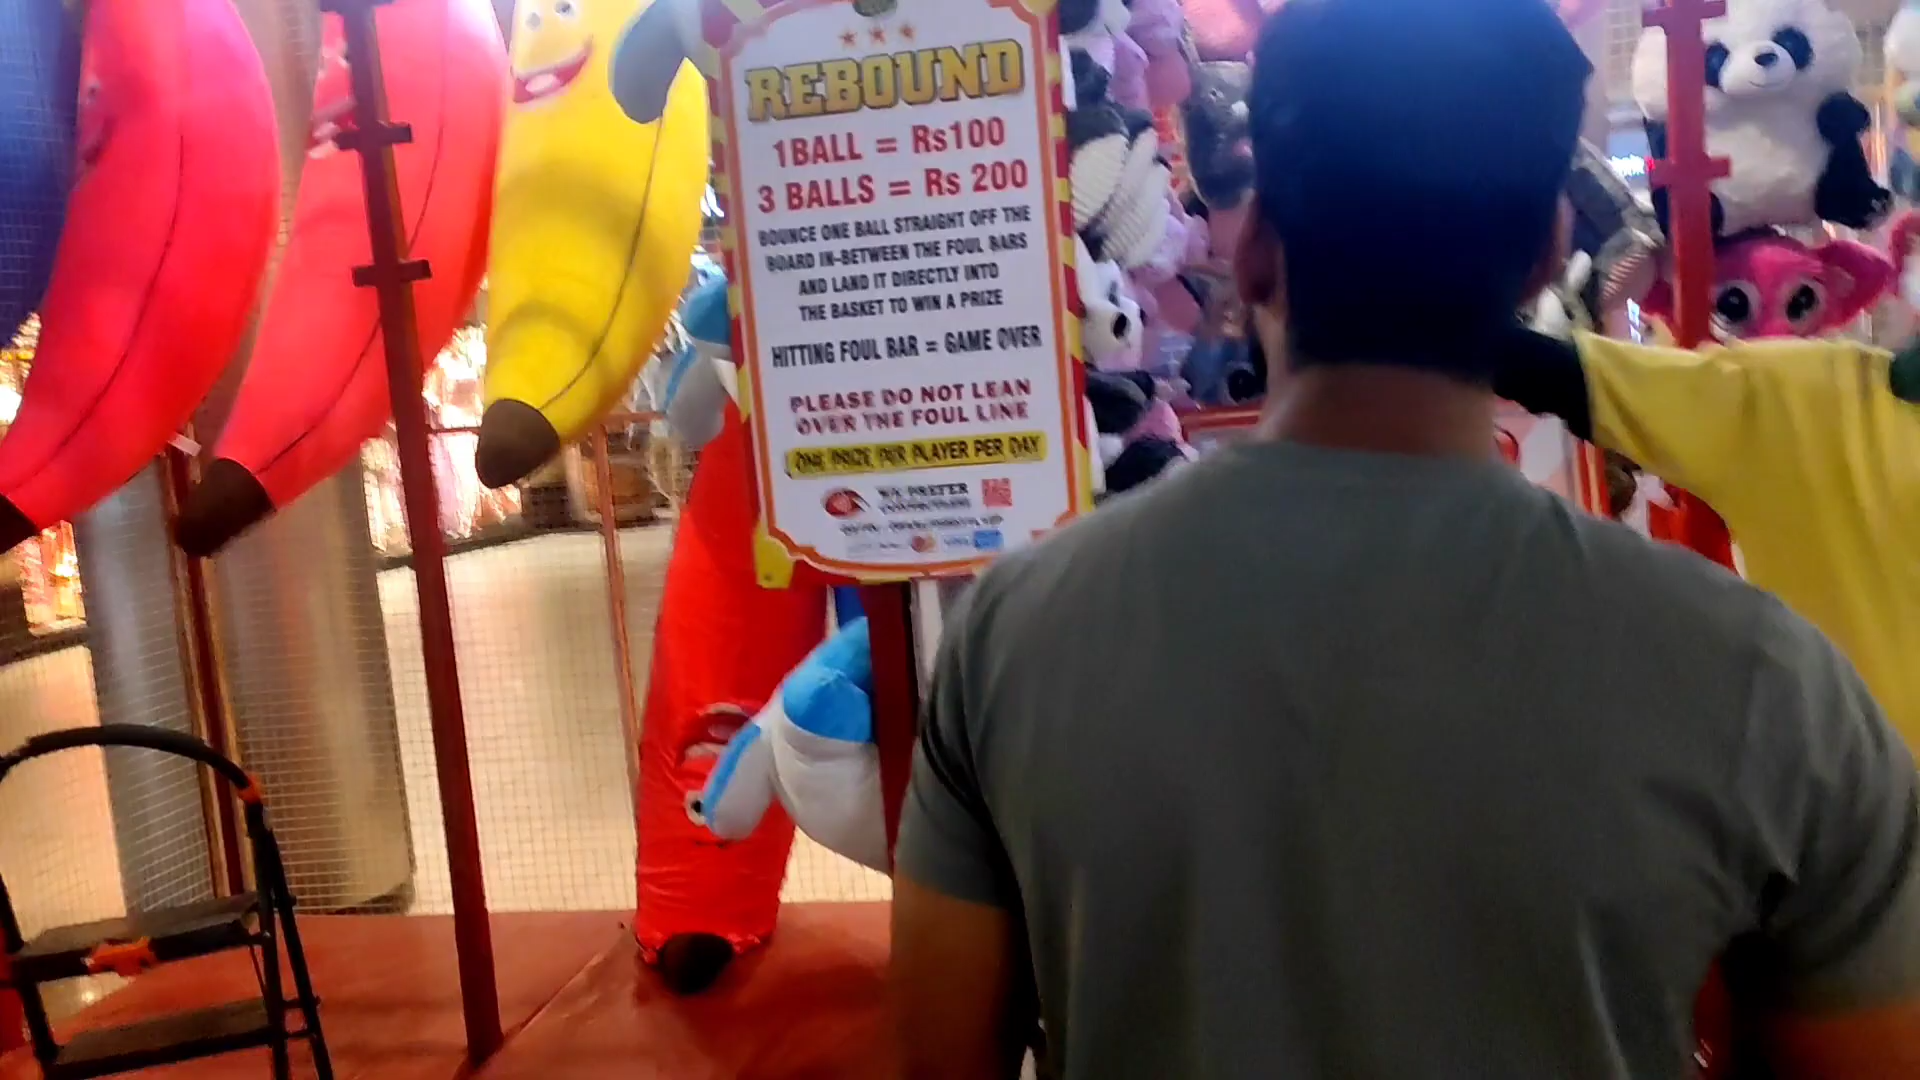 REBOUND
1BALL = Rs100
3 BALLS = Rs 200
BOUNCE ONE BALL STRAIGHT OFF THE
BOARD IN-BETWEEN THE FOUL BARS
AND LAND IT DIRECTLY INTO
THE BASKET TO WIN A PRIZE
HITTING FOUL BAR = GAME OVER
PLEASE DO NOT LEAN
OVER THE FOUL LINE
ONE PRIZE PER PLAYER PER DAY
WE PREFER